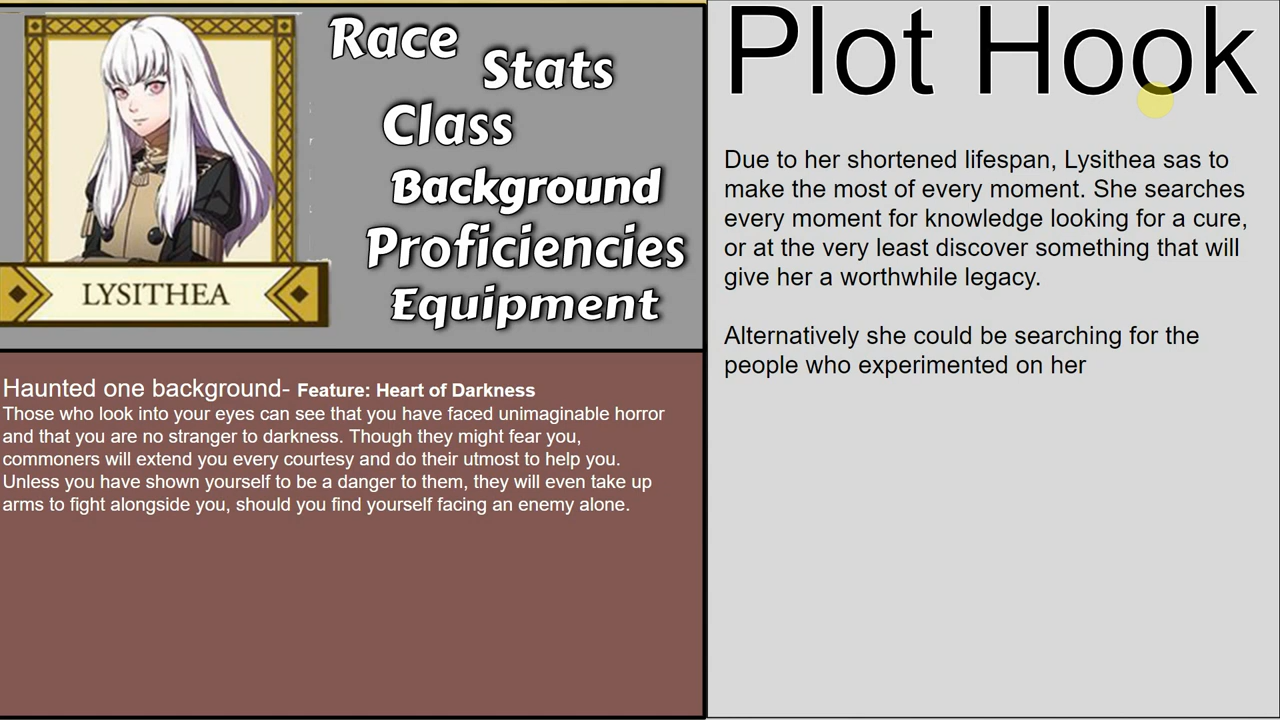 Race
Stats
Class
Background
Proficiencies
Equipment
LYSITHEA
Haunted one background- Feature: Heart of Darkness
Those who look into your eyes can see that you have faced unimaginable horror
and that you are no stranger to darkness. Though they might fear you,
commoners will extend you every courtesy and do their utmost to help you.
Unless you have shown yourself to be a danger to them, they will even take up
arms to fight alongside you, should you find yourself facing an enemy alone.
Plot Hook
Due to her shortened lifespan, Lysithea sas to
make the most of every moment. She searches
every moment for knowledge looking for a cure,
or at the very least discover something that will
give her a worthwhile legacy.
Alternatively she could be searching for the
people who experimented on her